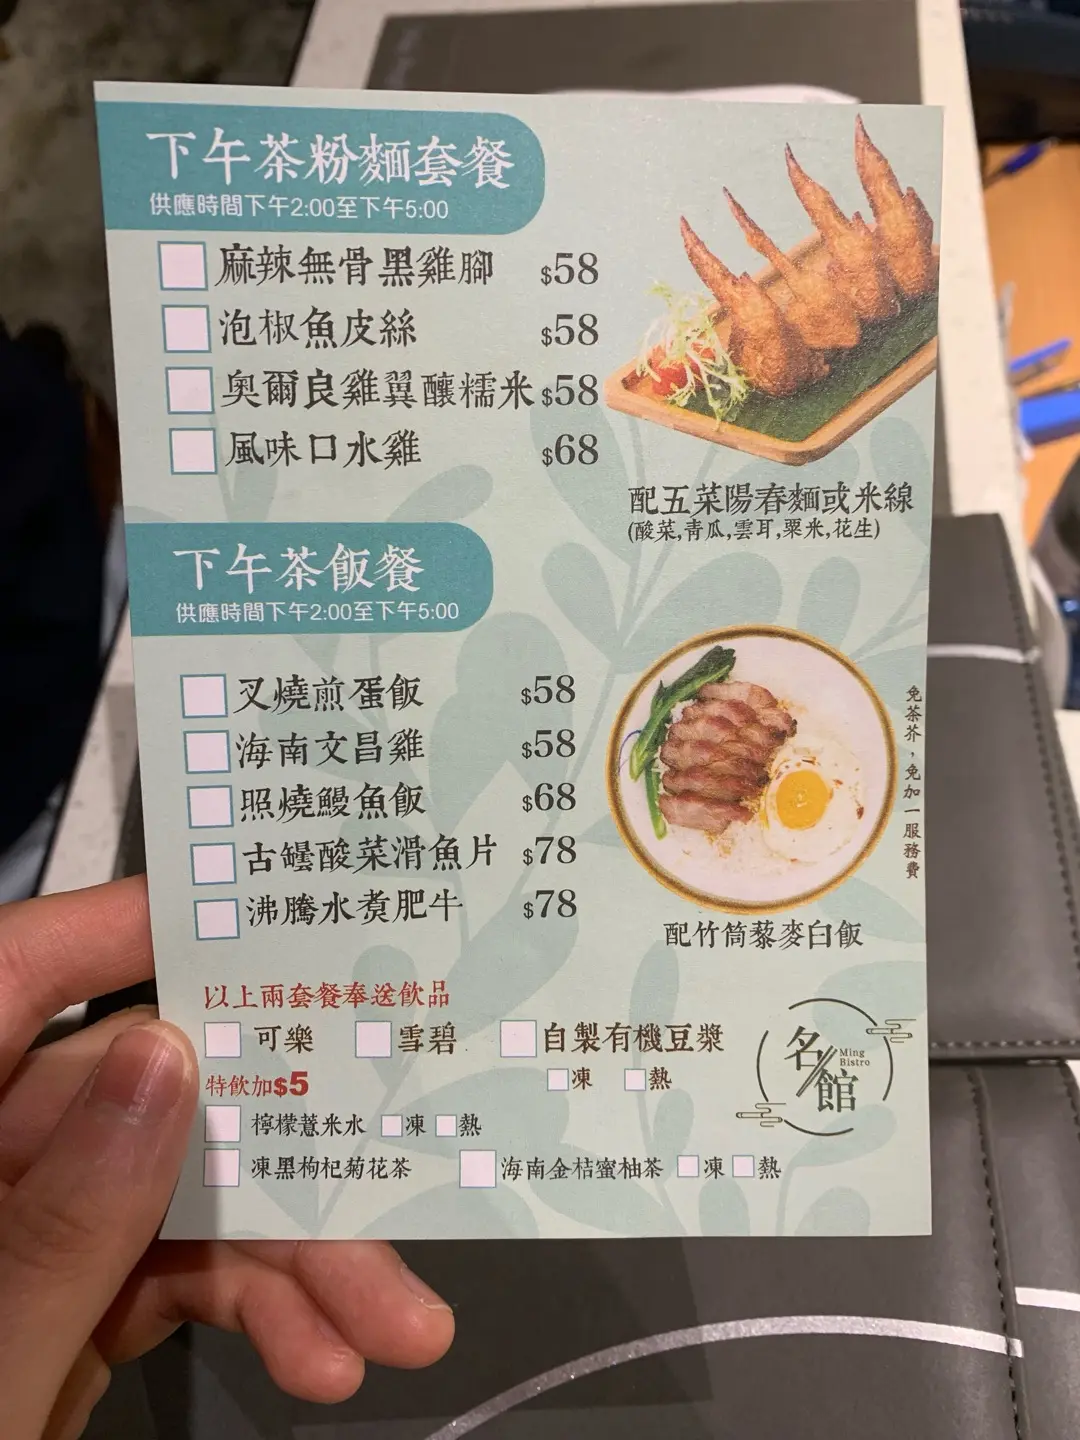 下午茶粉麵套餐
供應時間下午2:00至下午5:00
麻辣無骨黑雞腳 $58
泡椒魚皮絲 $58
奧爾良雞翼釀糯米 $58
風味口水雞 $68
配五菜陽春麵或米線
(酸菜,青瓜,雲耳,粟米,花生)
下午茶飯餐
供應時間下午2:00至下午5:00
叉燒煎蛋飯 $58
海南文昌雞 $58
照燒鰻魚飯 $68
古罐酸菜滑魚片 $78
沸騰水煮肥牛 $78
配竹筒藜麥白飯
免茶芥，免加一服務費
以上兩套餐奉送飲品
可樂 雪碧 自製有機豆漿
凍 熱
特飲加$5
檸檬薏米水 凍 熱
凍黑枸杞菊花茶 海南金桔蜜柚茶 凍 熱
名館
Ming
Bistro